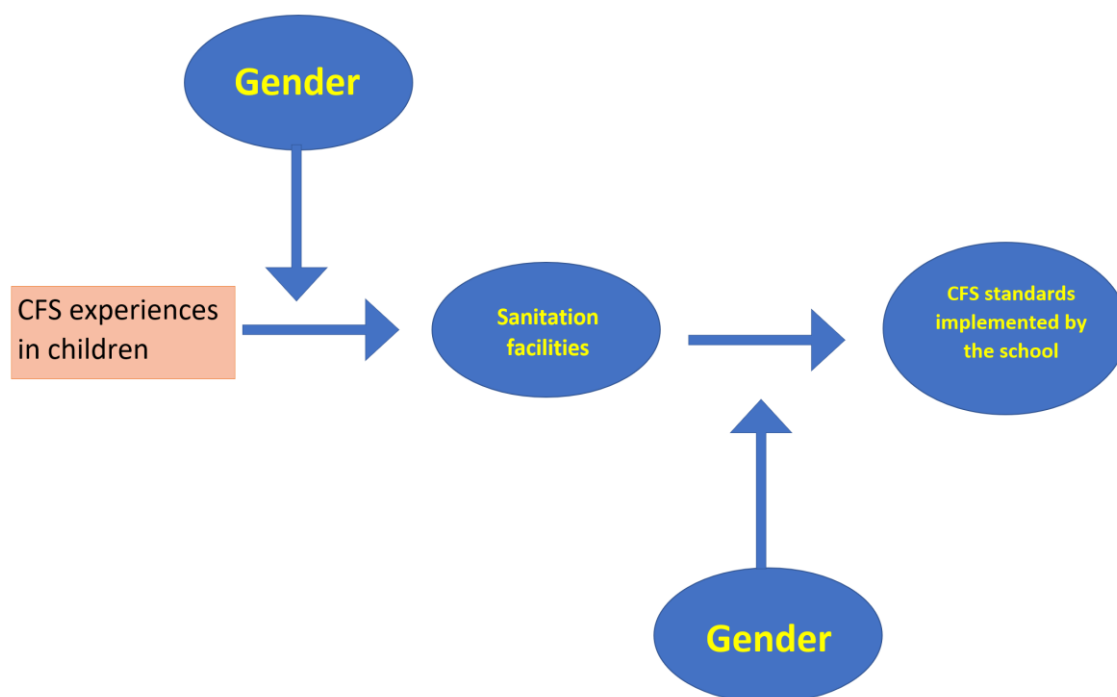 Gender
CFS experiences
in children
Sanitation
facilities
CFS standards
implemented by
the school
Gender